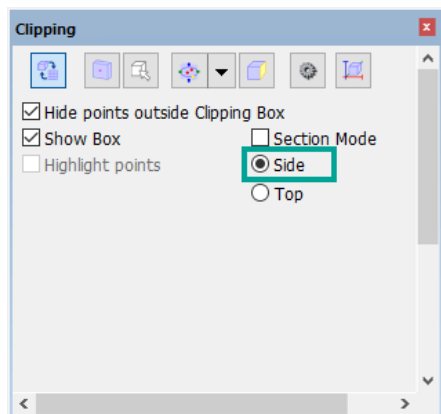 Clipping
Hide points outside Clipping Box
Show Box
Section Mode
Highlight points
Side
Top